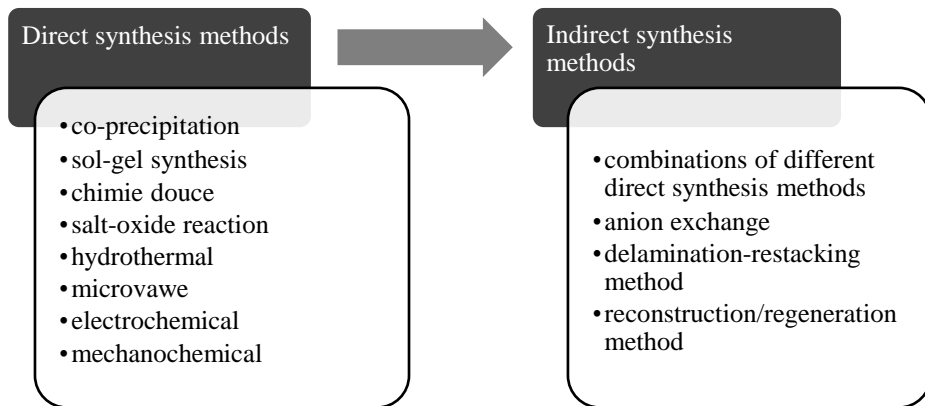 Direct synthesis methods
•co-precipitation
•sol-gel synthesis
•chimie douce
•salt-oxide reaction
•hydrothermal
•microvawe
•electrochemical
•mechanochemical
Indirect synthesis
methods
•combinations of different
direct synthesis methods
•anion exchange
•delamination-restacking
method
•reconstruction/regeneration
method